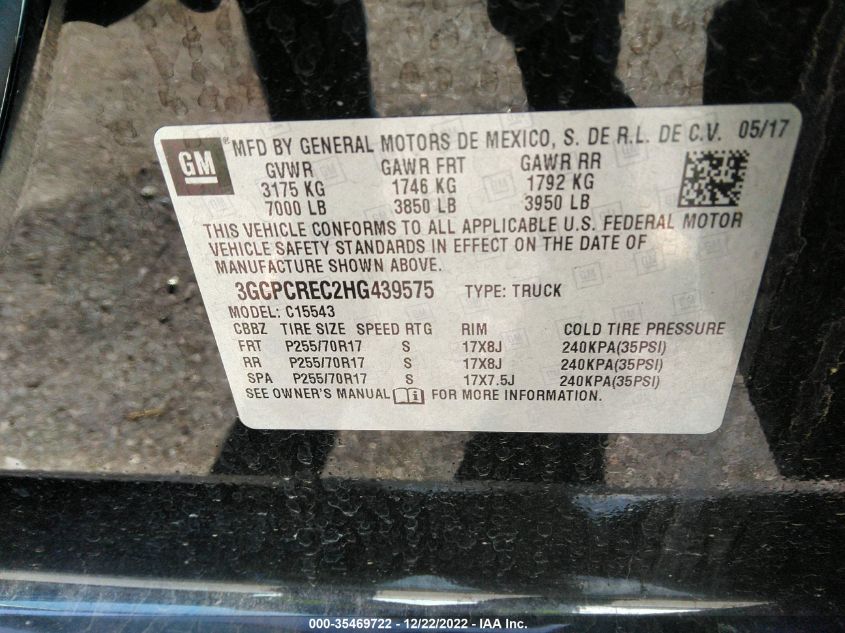 GM ® MFD BY GENERAL MOTORS DE MEXICO, S. DE R.L. DE C.V. 05/17
GVWR GAWR FRT GAWR RR
3175 KG 1746 KG 1792 KG
7000 LB 3850 LB 3950 LB
THIS VEHICLE CONFORMS TO ALL APPLICABLE U.S. FEDERAL MOTOR
VEHICLE SAFETY STANDARDS IN EFFECT ON THE DATE OF
MANUFACTURE SHOWN ABOVE.
3GCPCREC2HG439575 TYPE: TRUCK
MODEL: C15543
CBBZ TIRE SIZE SPEED RTG RIM COLD TIRE PRESSURE
FRT P255/70R17 S 17X8J 240KPA(35PSI)
RR P255/70R17 S 17X8J 240KPA(35PSI)
SPA P255/70R17 S 17X7.5J 240KPA(35PSI)
SEE OWNER'S MANUAL FOR MORE INFORMATION.
000-35469722 - 12/22/2022 - IAA Inc.